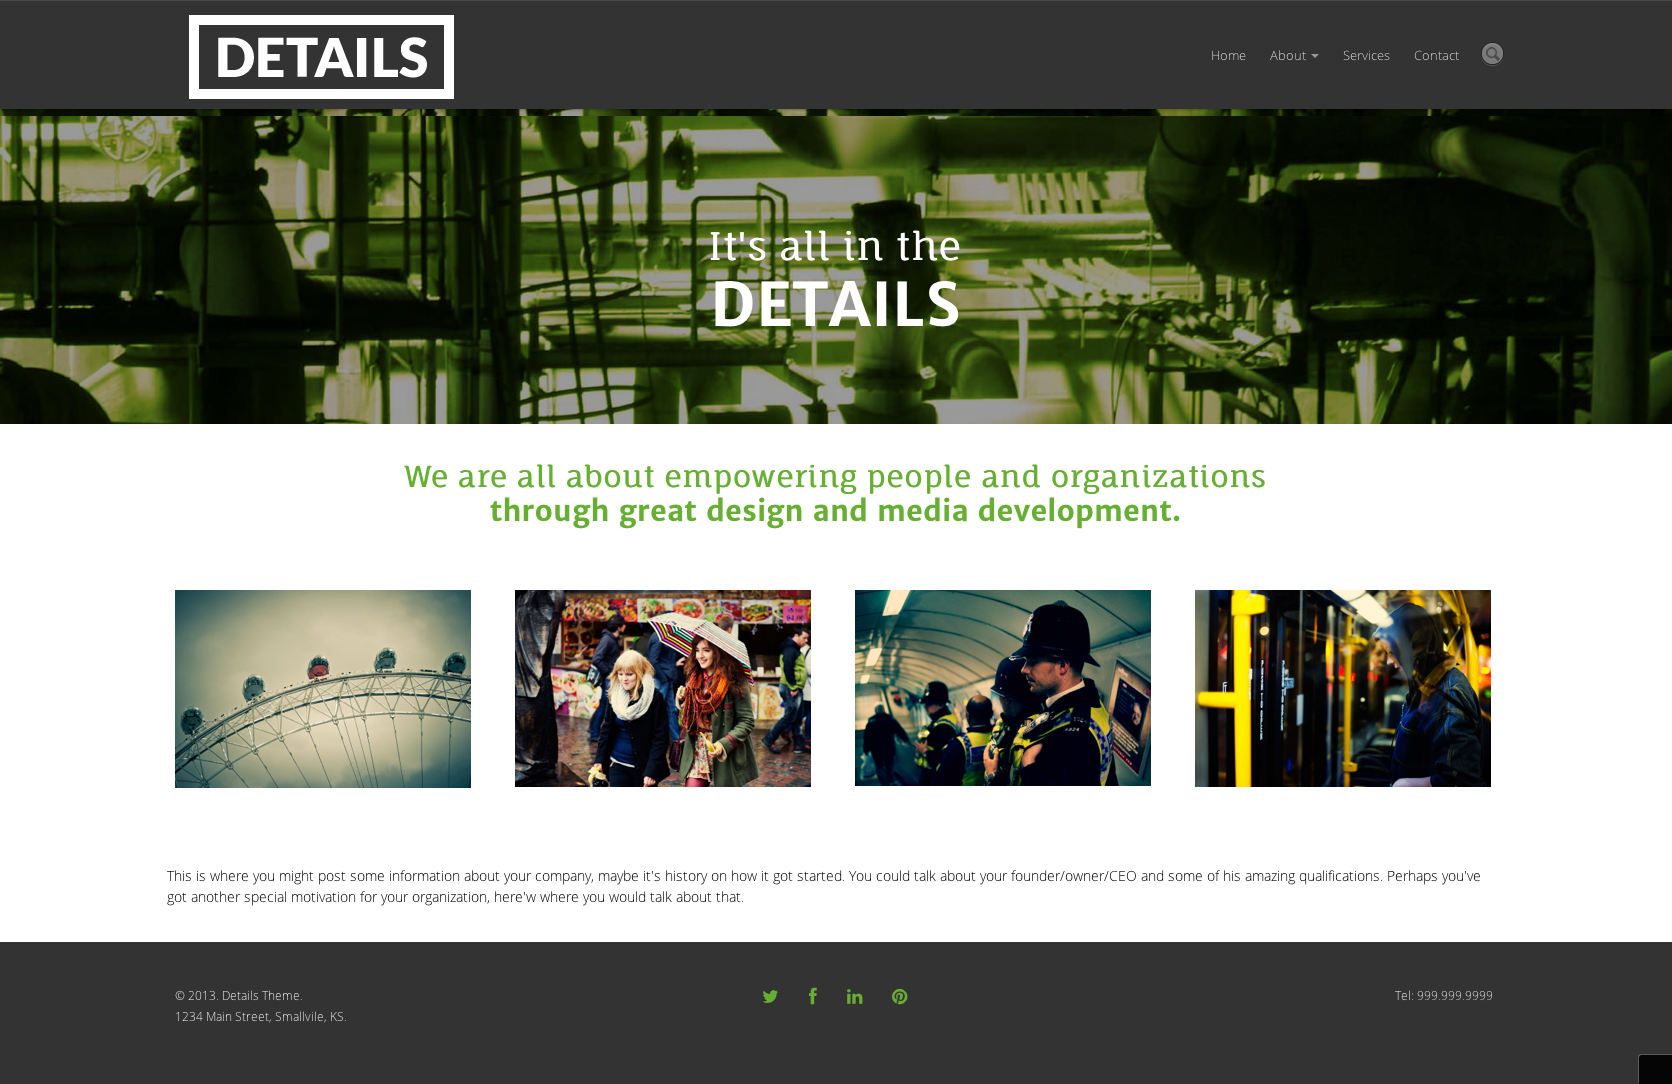 DETAILS
Home About Services Contact
It's all in the
DETAILS
We are all about empowering people and organizations
through great design and media development.
This is where you might post some information about your company, maybe it's history on how it got started. You could talk about your founder/owner/CEO and some of his amazing qualifications. Perhaps you've
got another special motivation for your organization, here'w where you would talk about that.
© 2013. Details Theme.
1234 Main Street, Smallvile, KS.
Tel: 999.999.9999